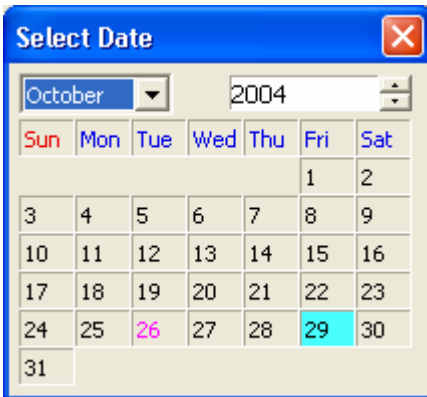 Select Date
October 2004
Sun Mon Tue Wed Thu Fri Sat
1 2
3 4 5 6 7 8 9
10 11 12 13 14 15 16
17 18 19 20 21 22 23
24 25 26 27 28 29 30
31